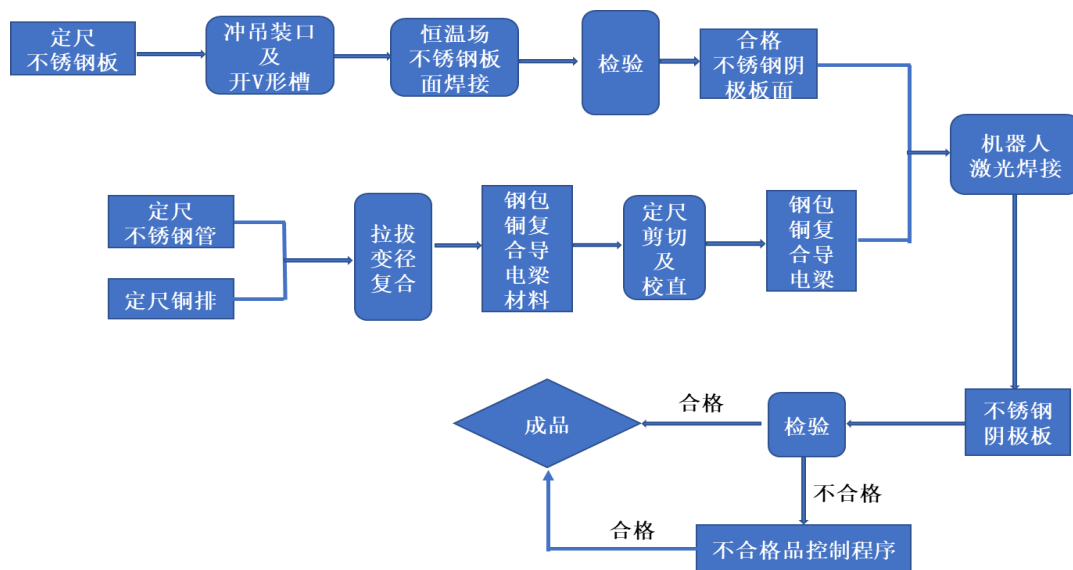 定尺
不锈钢板
冲吊装口
及
开V形槽
恒温场
不锈钢板
面焊接
检验
合格
不锈钢阴
极板面
机器人
激光焊接
定尺
不锈钢管
定尺铜排
拉拔
变径
复合
钢包
铜复
合导
电梁
材料
定尺
剪切
及
校直
钢包
铜复
合导
电梁
不锈钢
阴极板
检验
合格
成品
不合格
不合格品控制程序
合格